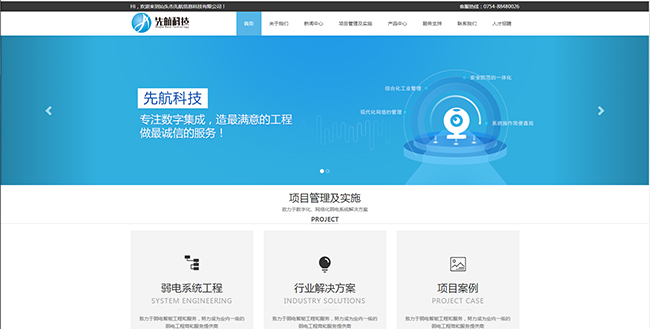 Hi，欢迎来到汕头市先航信息科技有限公司！
客服热线：0754-88480026
先航科技
首页 关于我们 新闻中心 项目管理及实施 产品中心 服务支持 联系我们 人才招聘
先航科技
专注数字集成，造最满意的工程
做最诚信的服务！
安全防范的一体化
综合化工业管理
现代化网络的管理
系统操作简便直观
项目管理及实施
致力于数字化、网络化弱电系统解决方案
PROJECT
弱电系统工程
SYSTEM ENGINEERING
致力于弱电智能工程和服务，努力成为业内一级的
弱电工程商和服务提供商
行业解决方案
INDUSTRY SOLUTIONS
致力于弱电智能工程和服务，努力成为业内一级的
弱电工程商和服务提供商
项目案例
PROJECT CASE
致力于弱电智能工程和服务，努力成为业内一级的
弱电工程商和服务提供商